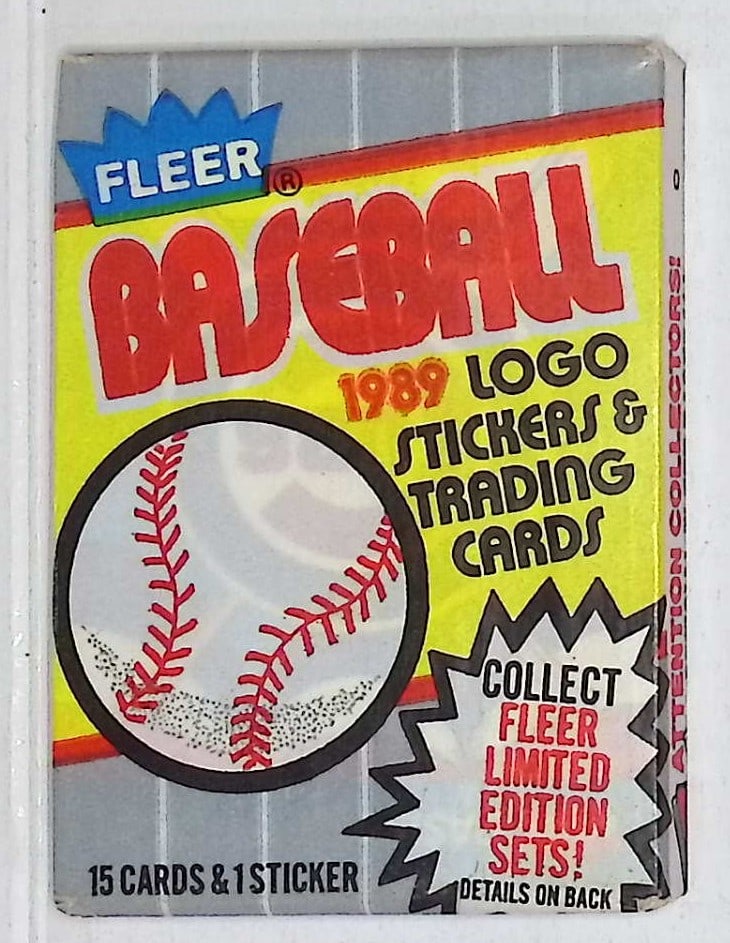 FLEER®
BASEBALL
1989 LOGO
STICKERS &
TRADING
CARDS
COLLECT
FLEER
LIMITED
EDITION
SETS!
DETAILS ON BACK
15 CARDS & 1 STICKER
ATTENTION COLLECTORS!